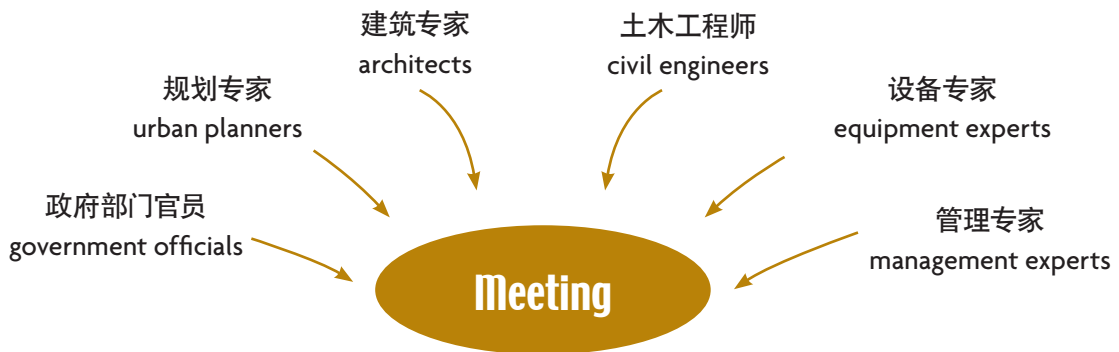 建筑专家
architects
土木工程师
civil engineers
规划专家
urban planners
设备专家
equipment experts
政府部门官员
government officials
管理专家
management experts
Meeting